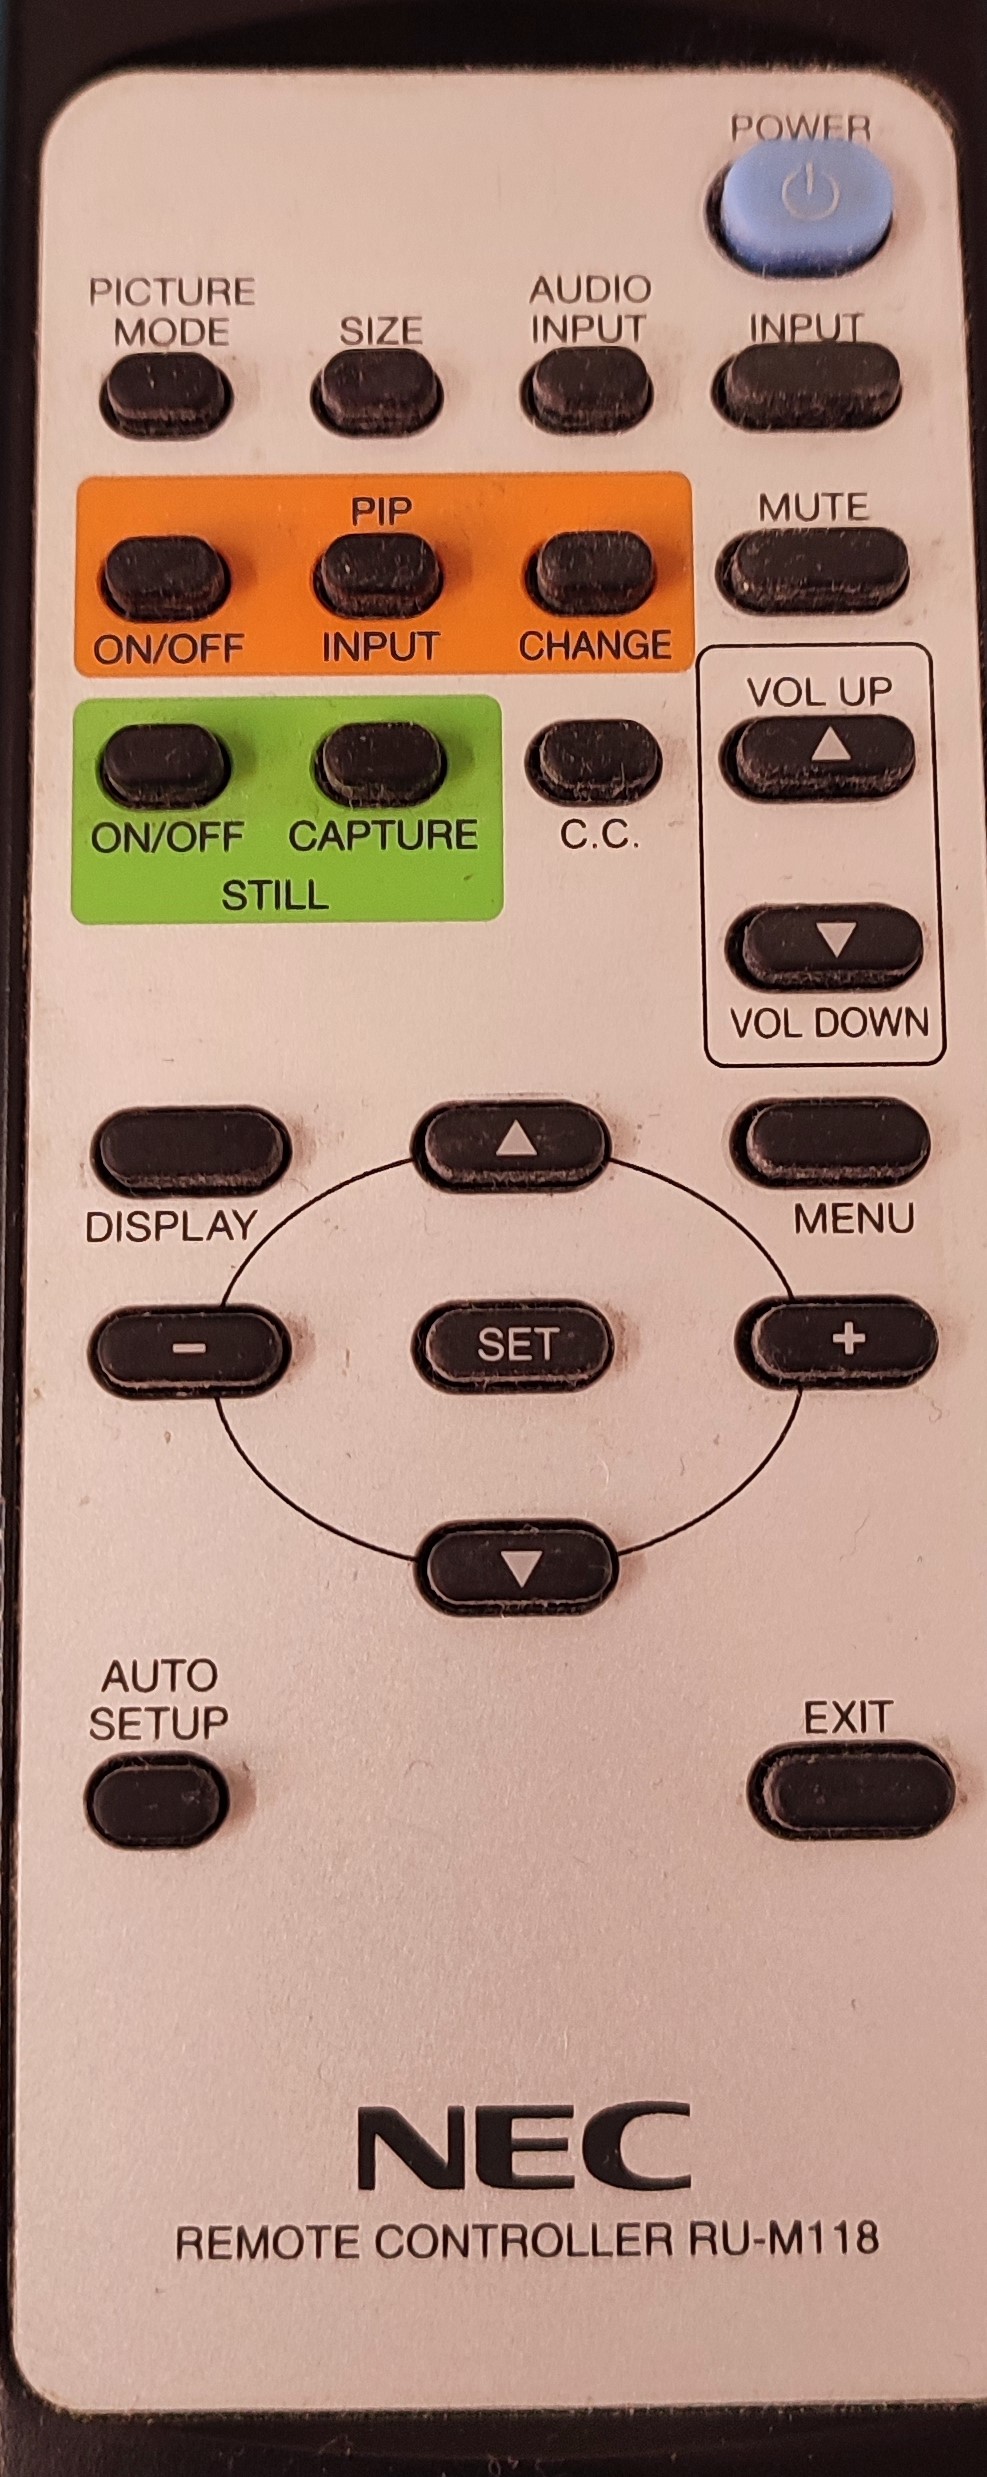 POWER
PICTURE
MODE
SIZE
AUDIO
INPUT
INPUT
PIP
ON/OFF
INPUT
CHANGE
MUTE
ON/OFF
CAPTURE
STILL
C.C.
VOL UP
VOL DOWN
DISPLAY
MENU
-
SET
+
AUTO
SETUP
EXIT
NEC
REMOTE CONTROLLER RU-M118